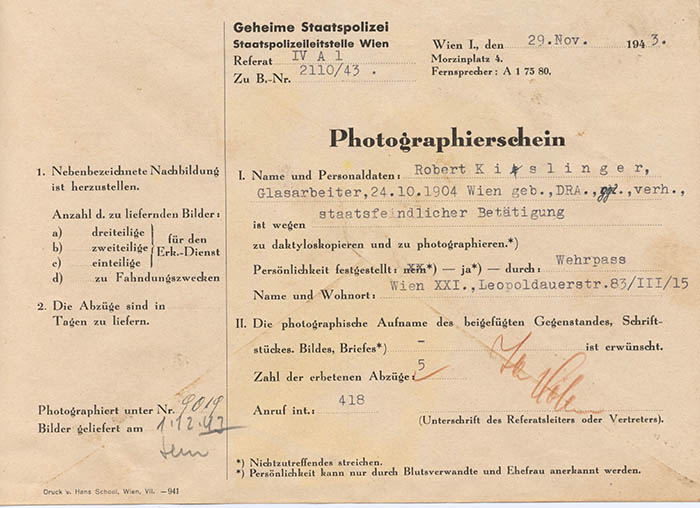 Geheime Staatspolizei
Staatspolizeileitstelle Wien
Referat IV A 1
Zu B.-Nr. 2110/43 .
Wien I., den 29.Nov. 194 3.
Morzinplatz 4.
Fernsprecher: A 1 75 80.
Photographierschein
1. Nebenbezeichnete Nachbildung
ist herzustellen.
Anzahl d. zu liefernden Bilder:
a) dreiteilige
b) zweiteilige
c) einteilige
für den
Erk.-Dienst
d) zu Fahndungszwecken
2. Die Abzüge sind in
Tagen zu liefern.
Photographiert unter Nr. 9019
Bilder geliefert am 1.12.43
I. Name und Personaldaten: Robert K i s l i n g e r,
Glasarbeiter,24.10.1904 Wien geb.,DRA., ggl., verh.,
staatsfeindlicher Betätigung
ist wegen
zu daktyloskopieren und zu photographieren.*)
Persönlichkeit festgestellt: nein*) — ja*) — durch: Wehrpass
Name und Wohnort: Wien XXI.,Leopoldauerstr.83/III/15
II. Die photographische Aufname des beigefügten Gegenstandes, Schrift-
stückes. Bildes, Briefes*) – ist erwünscht.
Zahl der erbetenen Abzüge: 5
Anruf int.: 418
(Unterschrift des Referatsleiters oder Vertreters).
*) Nichtzutreffendes streichen.
*) Persönlichkeit kann nur durch Blutsverwandte und Ehefrau anerkannt werden.
Druck v. Hans School, Wien, VII. —941